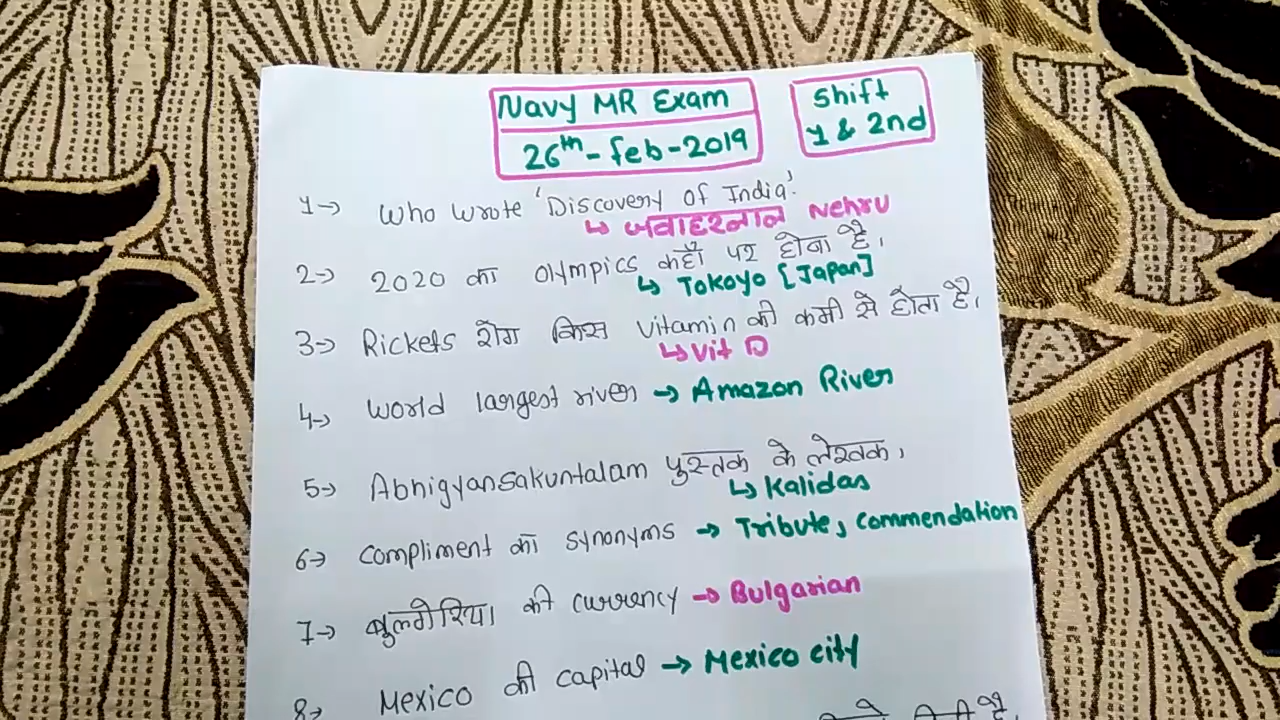 Navy MR Exam
26th-feb-2019
Shift
1 & 2nd
1→ Who Wrote 'Discovery of India'.
↳ जवाहरलाल Nehru
2→ 2020 का Olympics कहाँ पर होवा है।
↳ Tokoyo [Japan]
3→ Rickets रोग किस Vitamin की कमी से होता है।
↳ Vit D
4→ World largest river → Amazon River
5→ Abhigyansakuntalam पुस्तक के लेखक,
↳ Kalidas
6→ Compliment का synonyms → Tribute, Commendation
7→ बुल्गेरिया की currency → Bulgarian
8→ Mexico की capital → Mexico city
है,